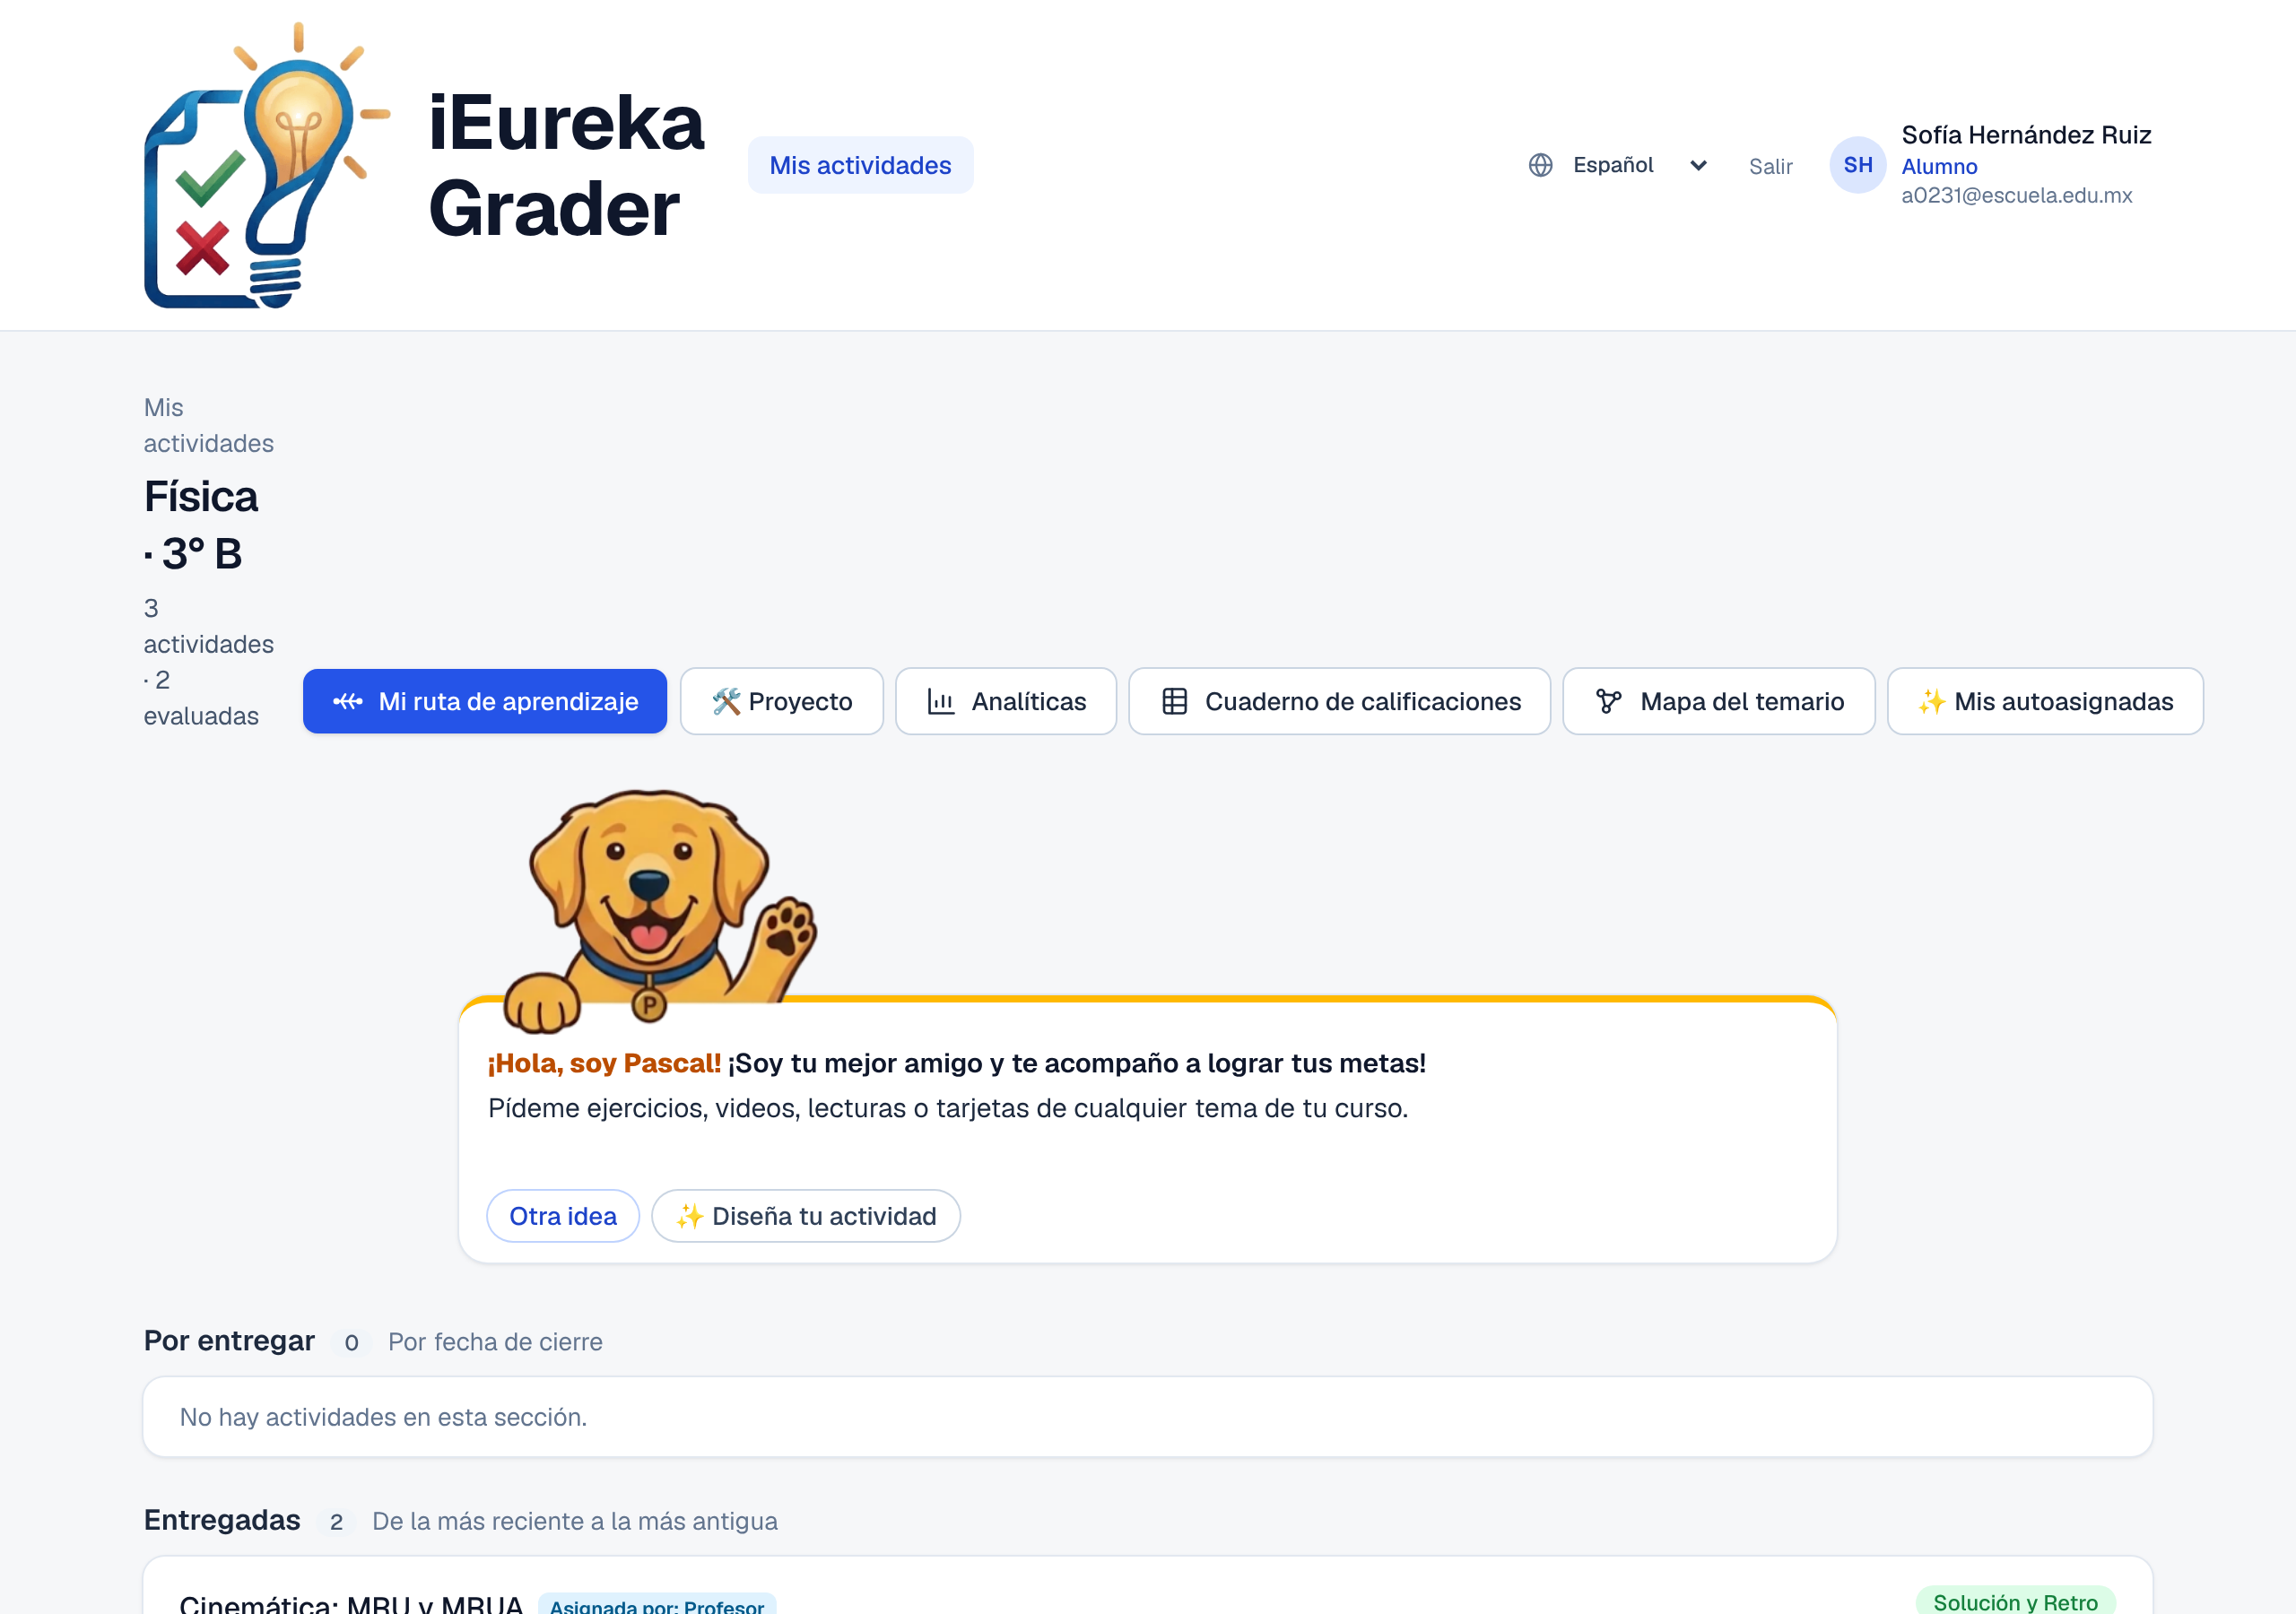 iEureka
Grader
Mis actividades
Español
Salir
SH
Sofía Hernández Ruiz
Alumno
a0231@escuela.edu.mx
Mis
actividades
Física
· 3° B
3
actividades
· 2
evaluadas
Mi ruta de aprendizaje
Proyecto
Analíticas
Cuaderno de calificaciones
Mapa del temario
Mis autoasignadas
P
¡Hola, soy Pascal! ¡Soy tu mejor amigo y te acompaño a lograr tus metas!
Pídeme ejercicios, videos, lecturas o tarjetas de cualquier tema de tu curso.
Otra idea
Diseña tu actividad
Por entregar 0 Por fecha de cierre
No hay actividades en esta sección.
Entregadas 2 De la más reciente a la más antigua
Cinemática: MRU y MRUA Asignada por: Profesor
Solución y Retro